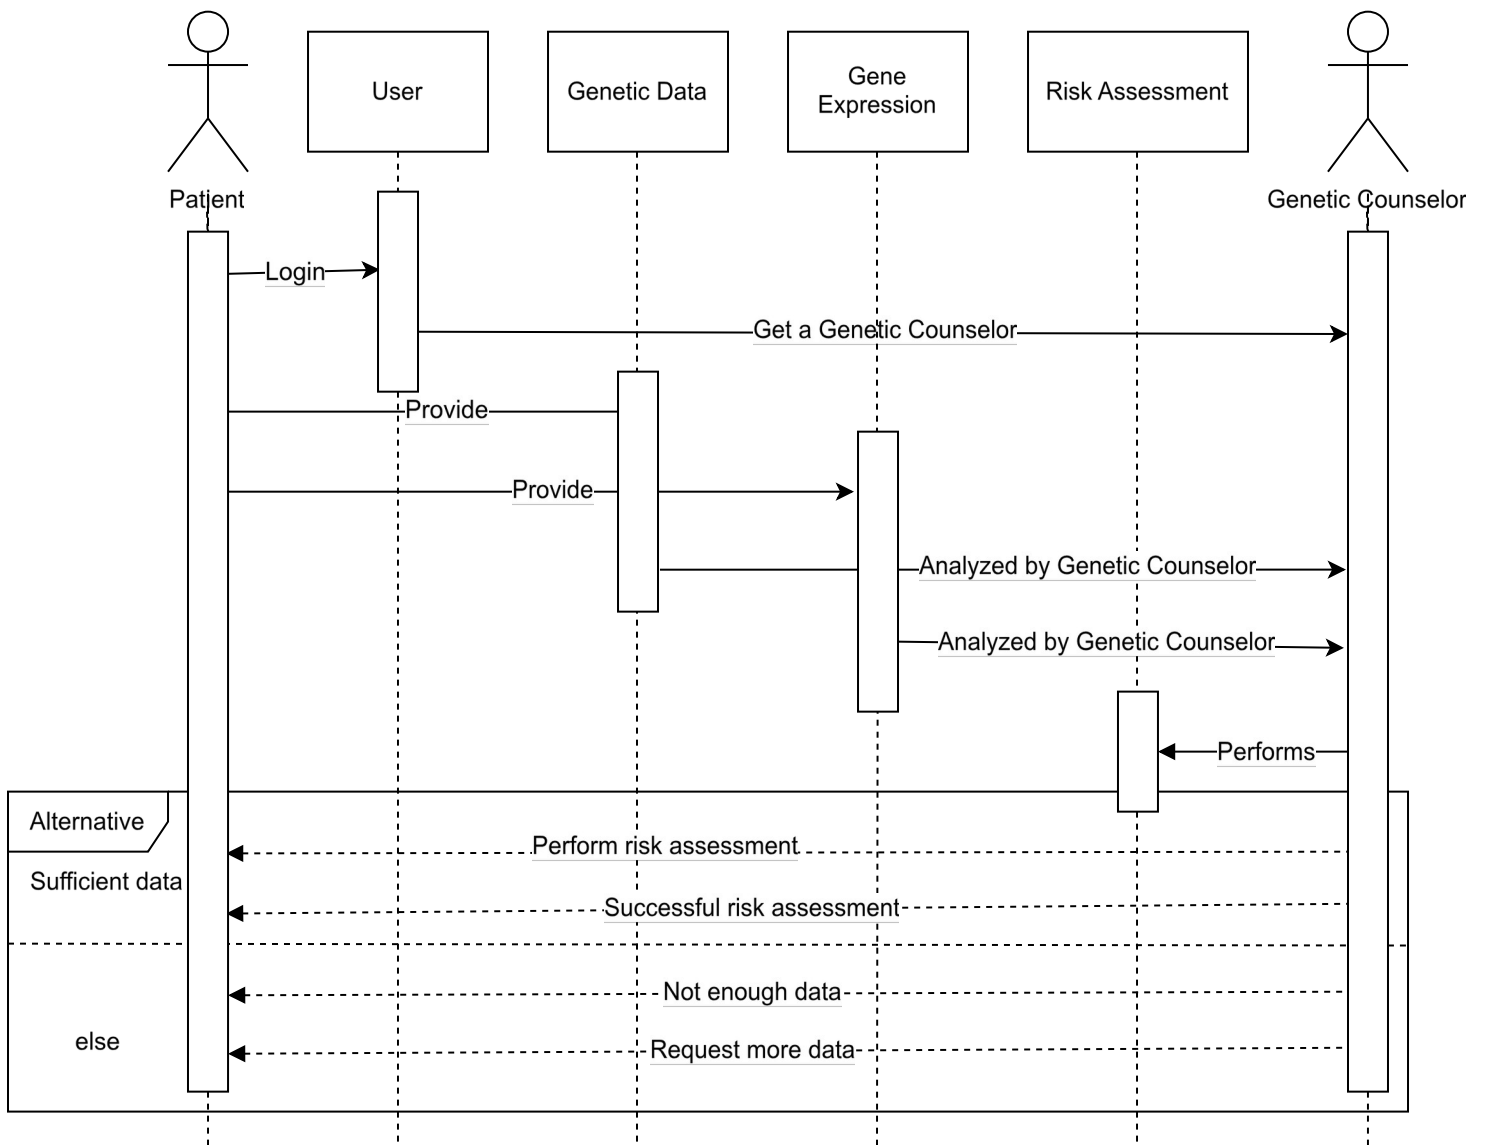 Patient
User
Genetic Data
Gene
Expression
Risk Assessment
Genetic Counselor
Login
Get a Genetic Counselor
Provide
Provide
Analyzed by Genetic Counselor
Analyzed by Genetic Counselor
Performs
Alternative
Perform risk assessment
Sufficient data
Successful risk assessment
Not enough data
else
Request more data